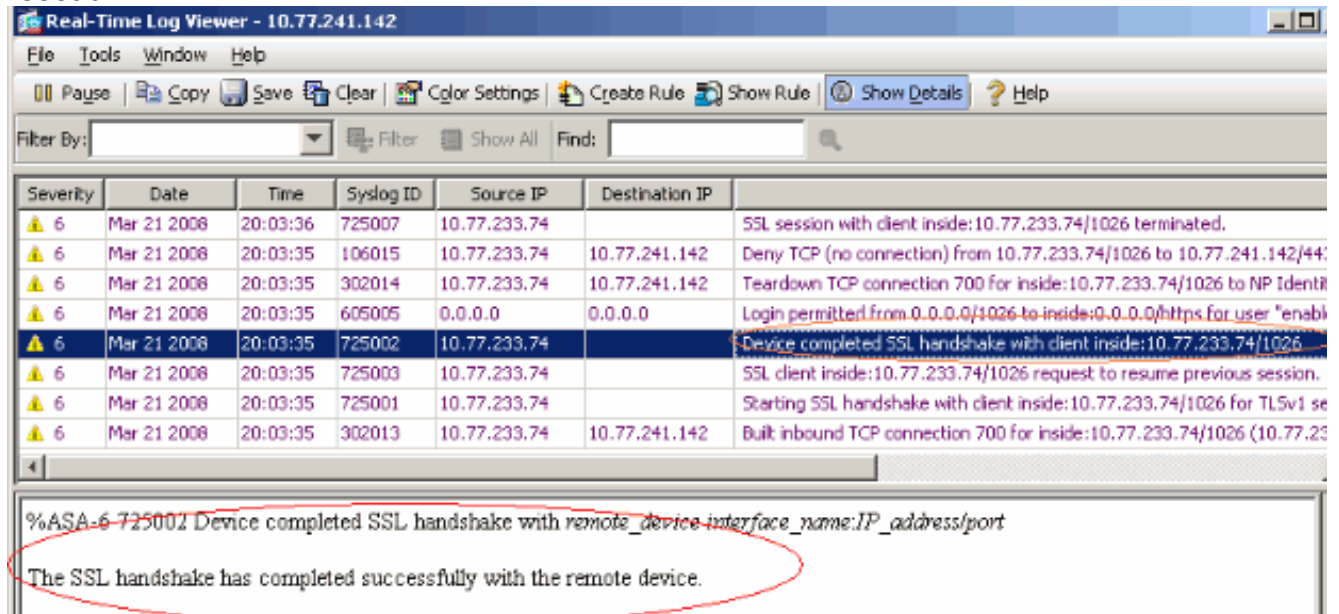 Real-Time Log Viewer - 10.77.241.142
File Tools Window Help
Pause Copy Save Clear Color Settings Create Rule Show Rule Show Details Help
Filter By: Filter Show All Find:
Severity Date Time Syslog ID Source IP Destination IP
6 Mar 21 2008 20:03:36 725007 10.77.233.74 SSL session with client inside:10.77.233.74/1026 terminated.
6 Mar 21 2008 20:03:35 106015 10.77.233.74 10.77.241.142 Deny TCP (no connection) from 10.77.233.74/1026 to 10.77.241.142/443
6 Mar 21 2008 20:03:35 302014 10.77.233.74 10.77.241.142 Teardown TCP connection 700 for inside:10.77.233.74/1026 to NP Identit
6 Mar 21 2008 20:03:35 605005 0.0.0.0 0.0.0.0 Login permitted from 0.0.0.0/1026 to inside:0.0.0.0/https for user "enabl
6 Mar 21 2008 20:03:35 725002 10.77.233.74 Device completed SSL handshake with client inside:10.77.233.74/1026
6 Mar 21 2008 20:03:35 725003 10.77.233.74 SSL client inside:10.77.233.74/1026 request to resume previous session.
6 Mar 21 2008 20:03:35 725001 10.77.233.74 Starting SSL handshake with client inside:10.77.233.74/1026 for TLSv1 se
6 Mar 21 2008 20:03:35 302013 10.77.233.74 10.77.241.142 Built inbound TCP connection 700 for inside:10.77.233.74/1026 (10.77.23
%ASA-6-725002 Device completed SSL handshake with remote_device interface_name:IP_address/port
The SSL handshake has completed successfully with the remote device.